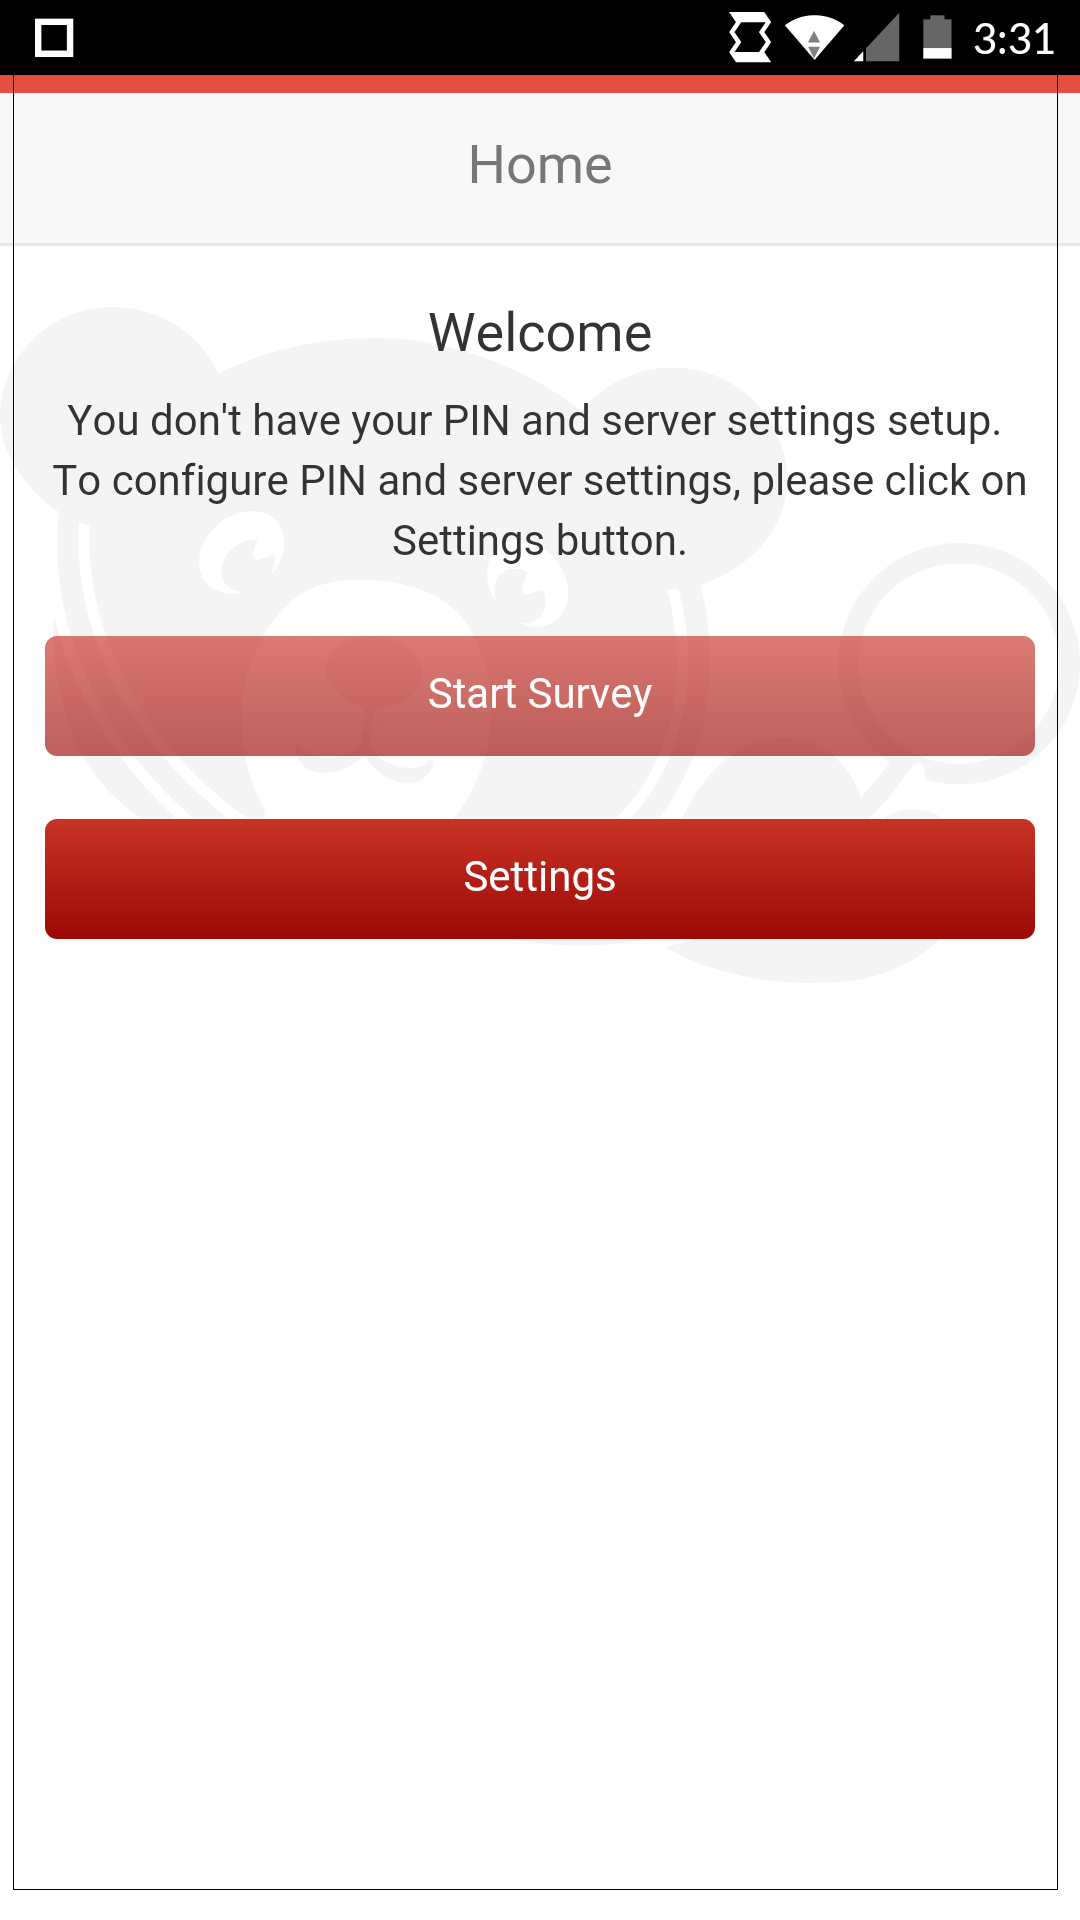 3:31
Home
Welcome
You don't have your PIN and server settings setup.
To configure PIN and server settings, please click on
Settings button.
Start Survey
Settings